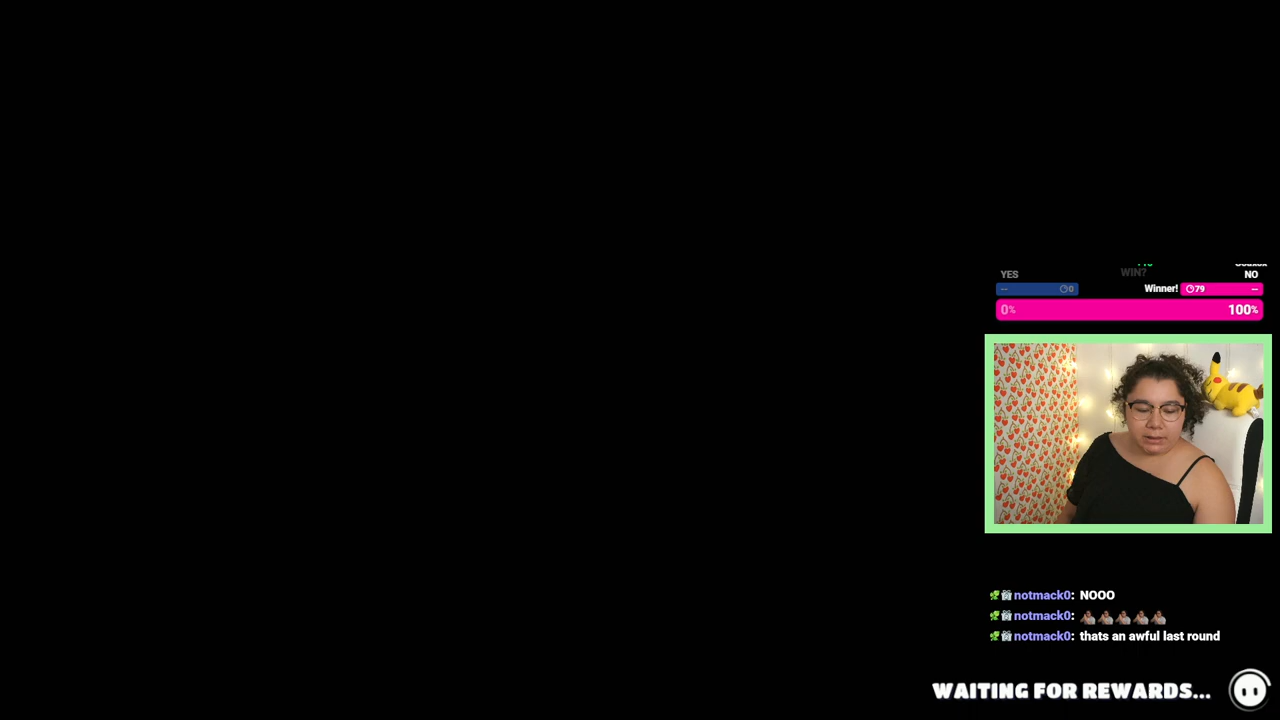 YES
WIN?
NO
--
0
Winner!
79
--
0%
100%
notmack0: NOOO
notmack0:
notmack0: thats an awful last round
WAITING FOR REWARDS...